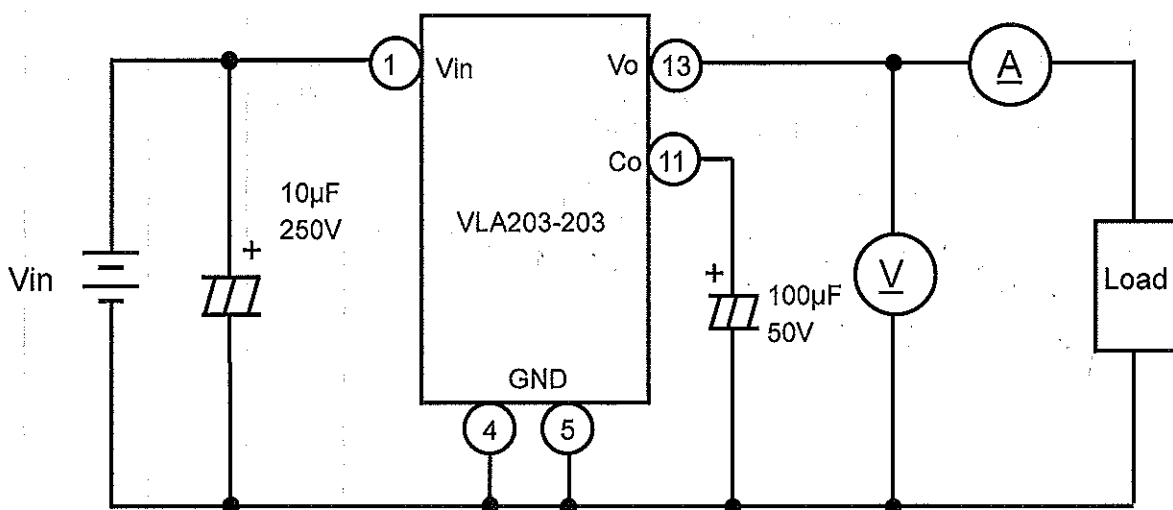 1
Vin
Vo
13
A
Co
11
10µF
250V
+
VLA203-203
Vin
+
100µF
50V
V
Load
GND
4
5